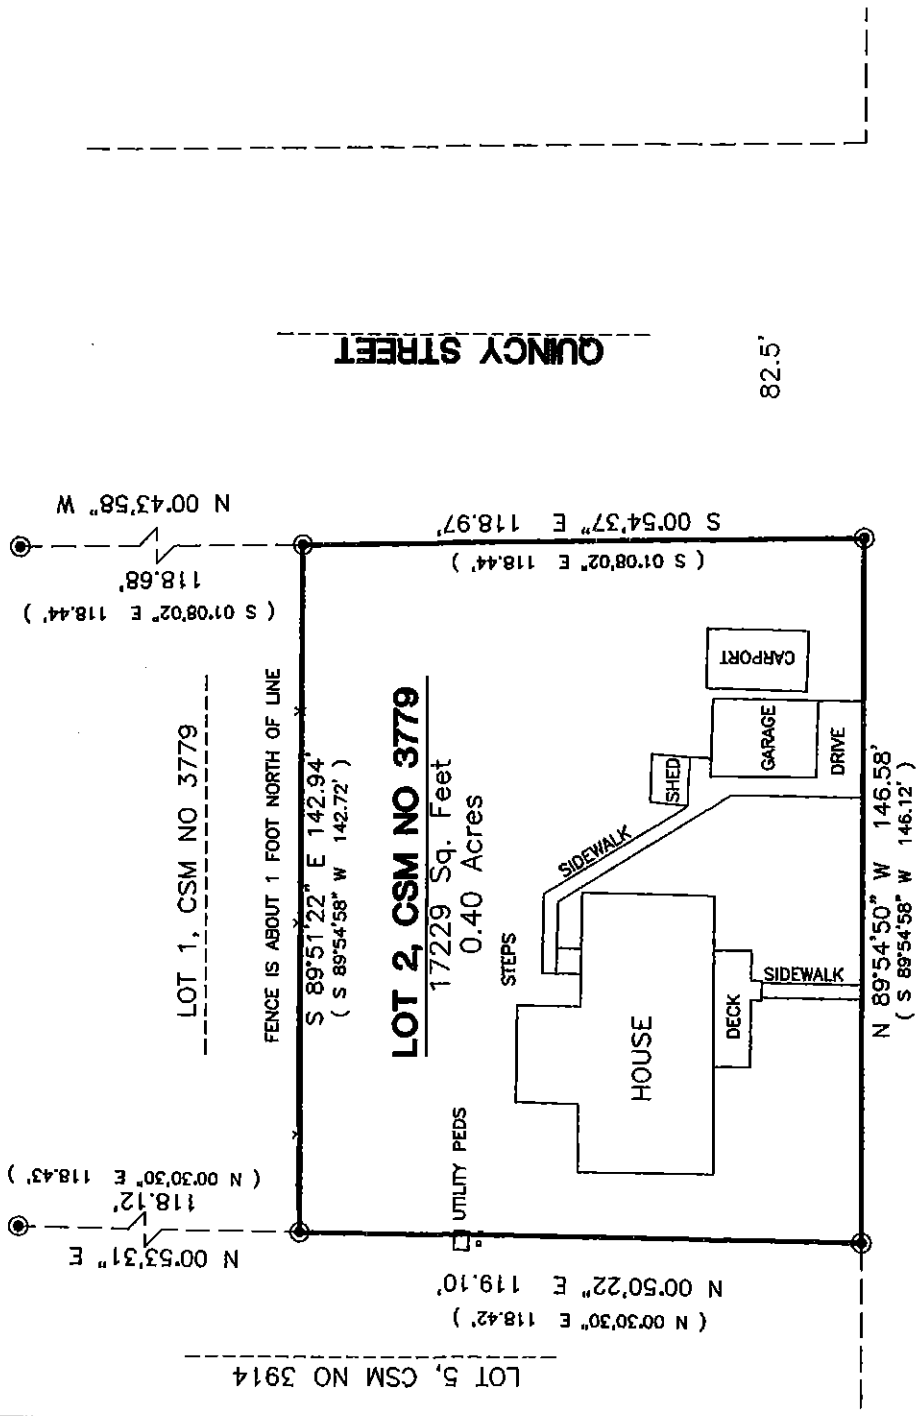 QUINCY STREET
82.5'
N 00°43'58" W
118.68'
( S 01°08'02" E 118.44' )
S 00°54'37" E 118.97'
( S 01°08'02" E 118.44' )
LOT 1, CSM NO 3779
FENCE IS ABOUT 1 FOOT NORTH OF LINE
S 89°51'22" E 142.94'
( S 89°54'58" W 142.72' )
LOT 2, CSM NO 3779
17229 Sq. Feet
0.40 Acres
STEPS
SIDEWALK
SHED
CARPORT
GARAGE
DRIVE
HOUSE
DECK
SIDEWALK
N 89°54'50" W 146.58'
( S 89°54'58" W 146.12' )
UTILITY PEDS
( N 00°30'30" E 118.43' )
118.12'
N 00°53'31" E
N 00°50'22" E 119.10'
( N 00°30'30" E 118.42' )
LOT 5, CSM NO 3914